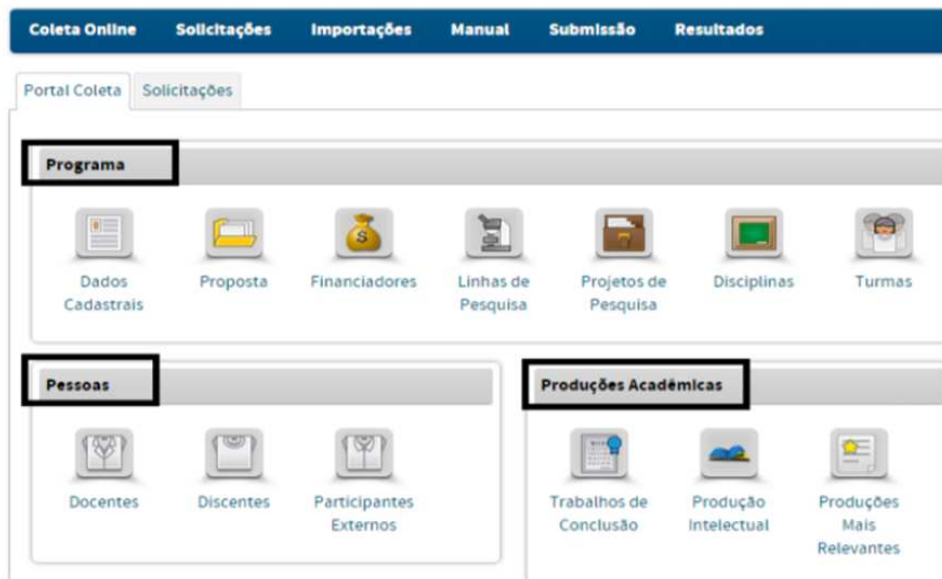 Coleta Online Solicitações Importações Manual Submissão Resultados
Portal Coleta Solicitações
Programa
Dados Cadastrais
Proposta
Financiadores
Linhas de Pesquisa
Projetos de Pesquisa
Disciplinas
Turmas
Pessoas
Docentes
Discentes
Participantes Externos
Produções Acadêmicas
Trabalhos de Conclusão
Produção Intelectual
Produções Mais Relevantes